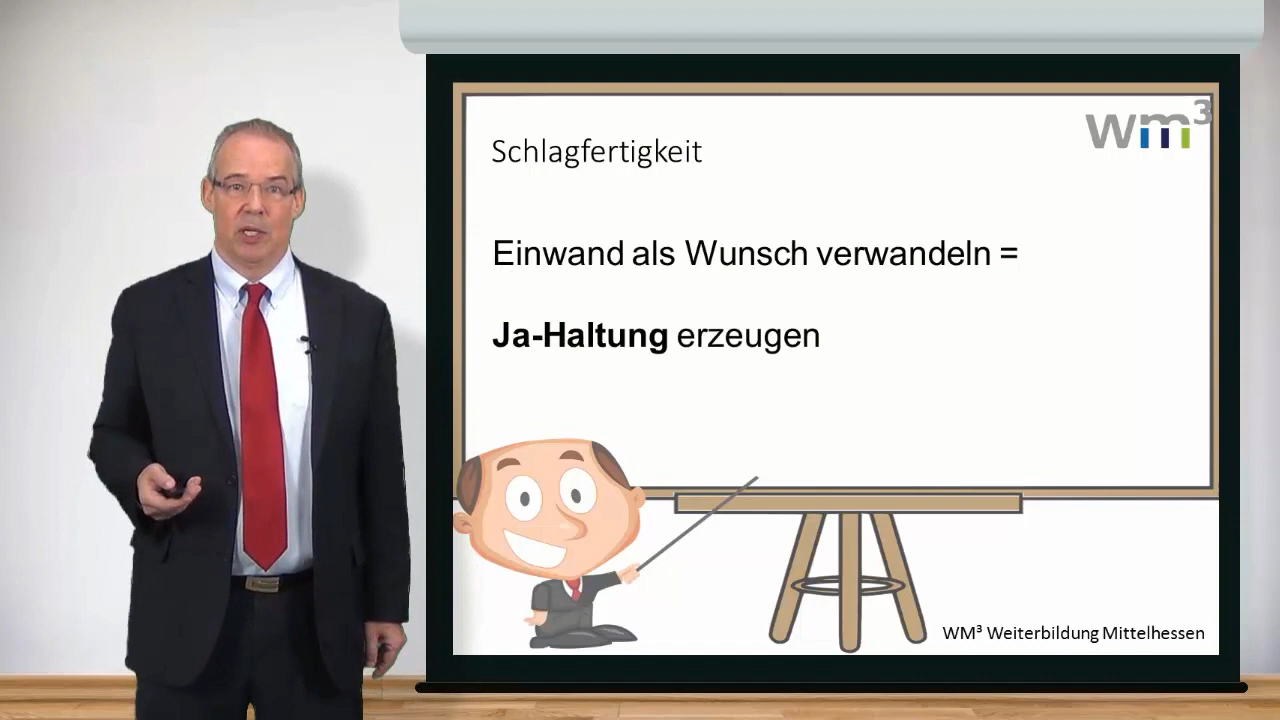 wm³
Schlagfertigkeit
Einwand als Wunsch verwandeln =
Ja-Haltung erzeugen
WM³ Weiterbildung Mittelhessen